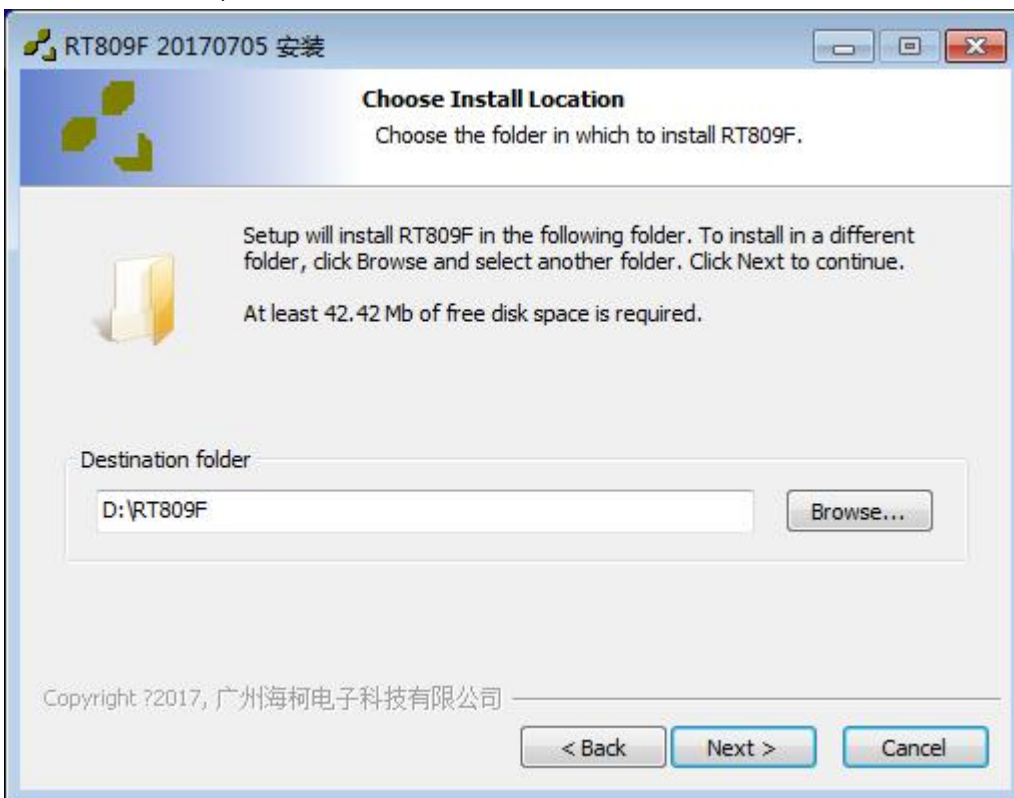 RT809F 20170705 安装
Choose Install Location
Choose the folder in which to install RT809F.
Setup will install RT809F in the following folder. To install in a different
folder, click Browse and select another folder. Click Next to continue.
At least 42.42 Mb of free disk space is required.
Destination folder
D:\RT809F
Browse...
Copyright ?2017, 广州海柯电子科技有限公司
< Back
Next >
Cancel